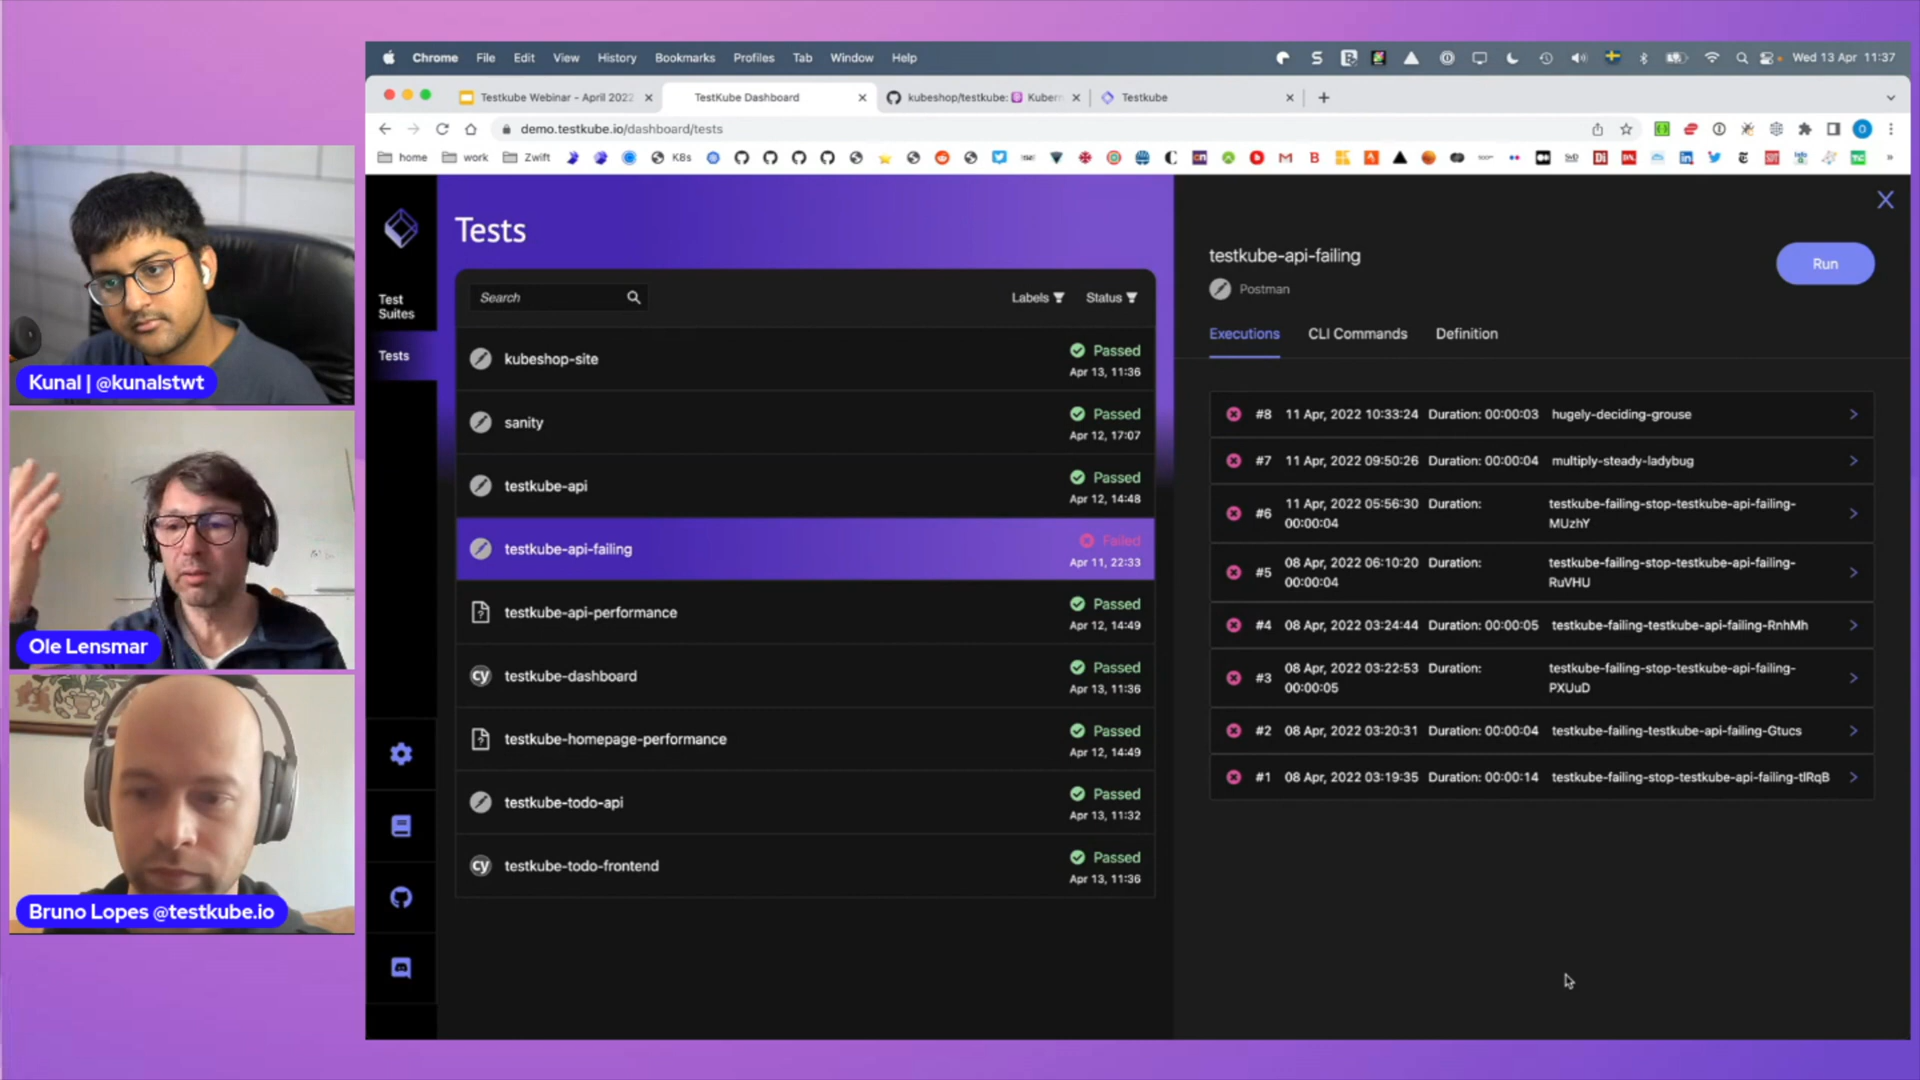 Chrome File Edit View History Bookmarks Profiles Tab Window Help
Wed 13 Apr 11:37
Testkube Webinar - April 2022
TestKube Dashboard
kubeshop/testkube: Kubern
Testkube
demo.testkube.io/dashboard/tests
home work Zwift K8s
Tests
Test
Suites
Tests
Search
Labels
Status
kubeshop-site
Passed
Apr 13, 11:36
sanity
Passed
Apr 12, 17:07
testkube-api
Passed
Apr 12, 14:48
testkube-api-failing
Failed
Apr 11, 22:33
testkube-api-performance
Passed
Apr 12, 14:49
cy
testkube-dashboard
Passed
Apr 13, 11:36
testkube-homepage-performance
Passed
Apr 12, 14:49
testkube-todo-api
Passed
Apr 13, 11:32
cy
testkube-todo-frontend
Passed
Apr 13, 11:36
testkube-api-failing
Postman
Run
Executions CLI Commands Definition
#8 11 Apr, 2022 10:33:24 Duration: 00:00:03 hugely-deciding-grouse
#7 11 Apr, 2022 09:50:26 Duration: 00:00:04 multiply-steady-ladybug
#6 11 Apr, 2022 05:56:30 Duration:
00:00:04
testkube-failing-stop-testkube-api-failing-
MUzhY
#5 08 Apr, 2022 06:10:20 Duration:
00:00:04
testkube-failing-stop-testkube-api-failing-
RuVHU
#4 08 Apr, 2022 03:24:44 Duration: 00:00:05 testkube-failing-testkube-api-failing-RnhMh
#3 08 Apr, 2022 03:22:53 Duration:
00:00:05
testkube-failing-stop-testkube-api-failing-
PXUuD
#2 08 Apr, 2022 03:20:31 Duration: 00:00:04 testkube-failing-testkube-api-failing-Gtucs
#1 08 Apr, 2022 03:19:35 Duration: 00:00:14 testkube-failing-stop-testkube-api-failing-tlRqB
Kunal | @kunalstwt
Ole Lensmar
Bruno Lopes @testkube.io